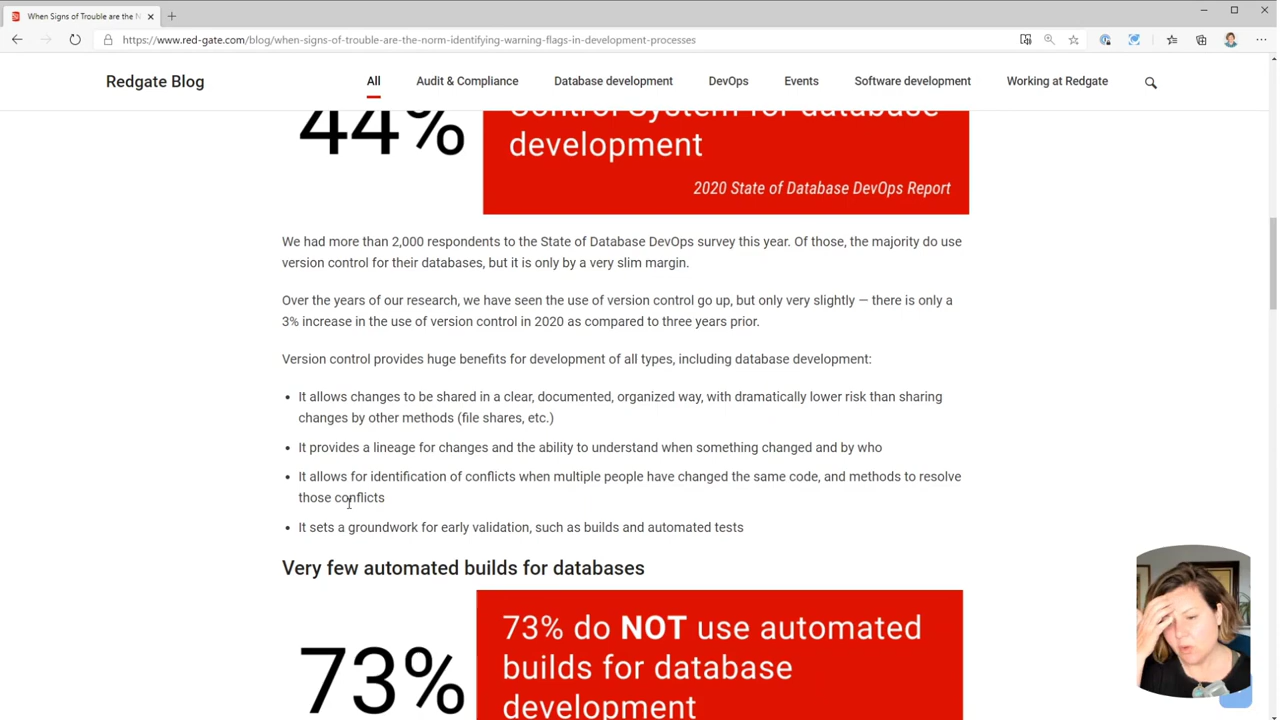 When Signs of Trouble are the N
https://www.red-gate.com/blog/when-signs-of-trouble-are-the-norm-identifying-warning-flags-in-development-processes
Redgate Blog
All
Audit & Compliance
Database development
DevOps
Events
Software development
Working at Redgate
44%
Control System for database
development
2020 State of Database DevOps Report
We had more than 2,000 respondents to the State of Database DevOps survey this year. Of those, the majority do use
version control for their databases, but it is only by a very slim margin.
Over the years of our research, we have seen the use of version control go up, but only very slightly — there is only a
3% increase in the use of version control in 2020 as compared to three years prior.
Version control provides huge benefits for development of all types, including database development:
• It allows changes to be shared in a clear, documented, organized way, with dramatically lower risk than sharing
changes by other methods (file shares, etc.)
• It provides a lineage for changes and the ability to understand when something changed and by who
• It allows for identification of conflicts when multiple people have changed the same code, and methods to resolve
those conflicts
• It sets a groundwork for early validation, such as builds and automated tests
Very few automated builds for databases
73%
73% do NOT use automated
builds for database
development